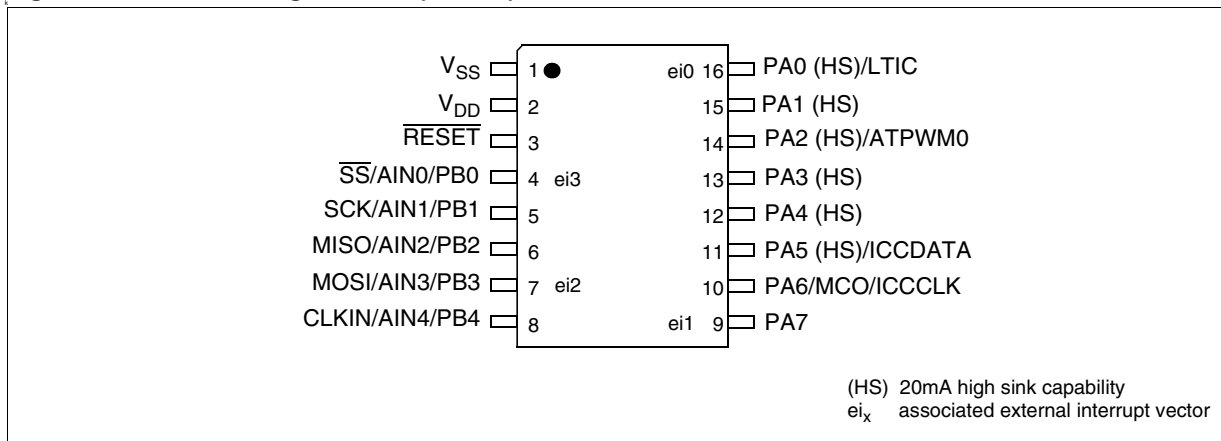 V_SS 1 ei0 16 PA0 (HS)/LTIC
V_DD 2 15 PA1 (HS)
RESET 3 14 PA2 (HS)/ATPWM0
SS/AIN0/PB0 4 ei3 13 PA3 (HS)
SCK/AIN1/PB1 5 12 PA4 (HS)
MISO/AIN2/PB2 6 11 PA5 (HS)/ICCDATA
MOSI/AIN3/PB3 7 ei2 10 PA6/MCO/ICCCLK
CLKIN/AIN4/PB4 8 ei1 9 PA7
(HS) 20mA high sink capability
ei_x associated external interrupt vector